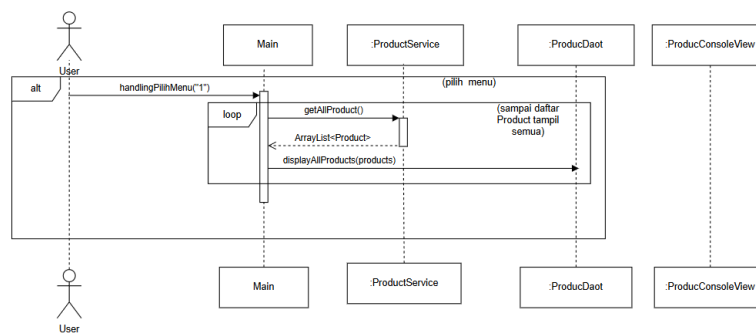 Main
:ProductService
:ProducDaot
:ProducConsoleView
User
alt
(pilih menu)
handlingPilihMenu("1")
loop
getAllProduct()
(sampai daftar
Product tampil
semua)
ArrayList<Product>
displayAllProducts(products)
Main
:ProductService
:ProducDaot
:ProducConsoleView
User